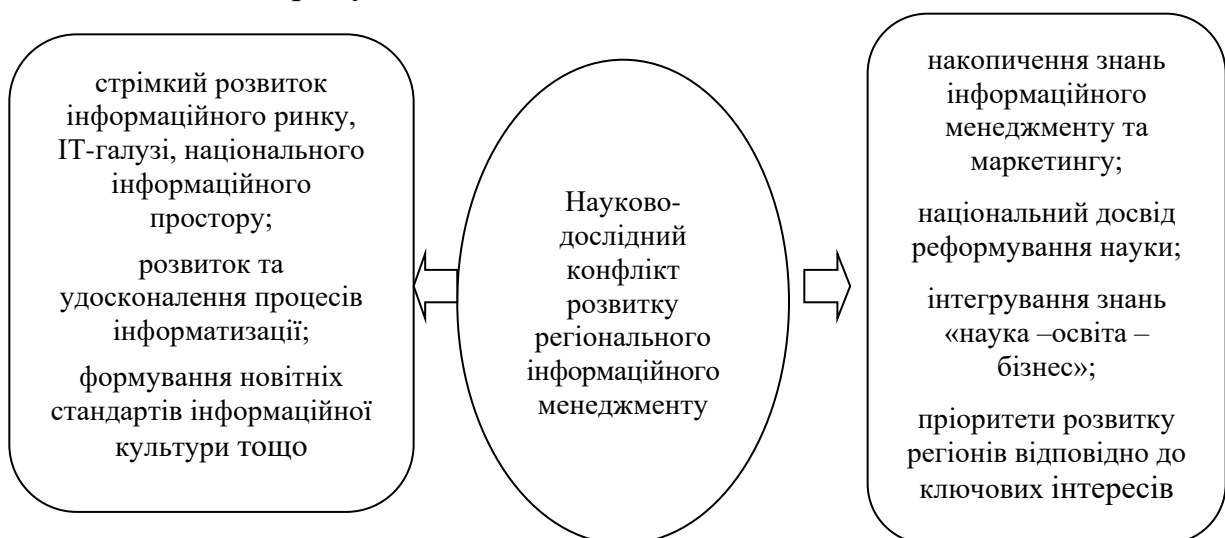 стрімкий розвиток
інформаційного ринку,
ІТ-галузі, національного
інформаційного
простору;
розвиток та
удосконалення процесів
інформатизації;
формування новітніх
стандартів інформаційної
культури тощо
Науково-
дослідний
конфлікт
розвитку
регіонального
інформаційного
менеджменту
накопичення знань
інформаційного
менеджменту та
маркетингу;
національний досвід
реформування науки;
інтегрування знань
«наука –освіта –
бізнес»;
пріоритети розвитку
регіонів відповідно до
ключових інтересів